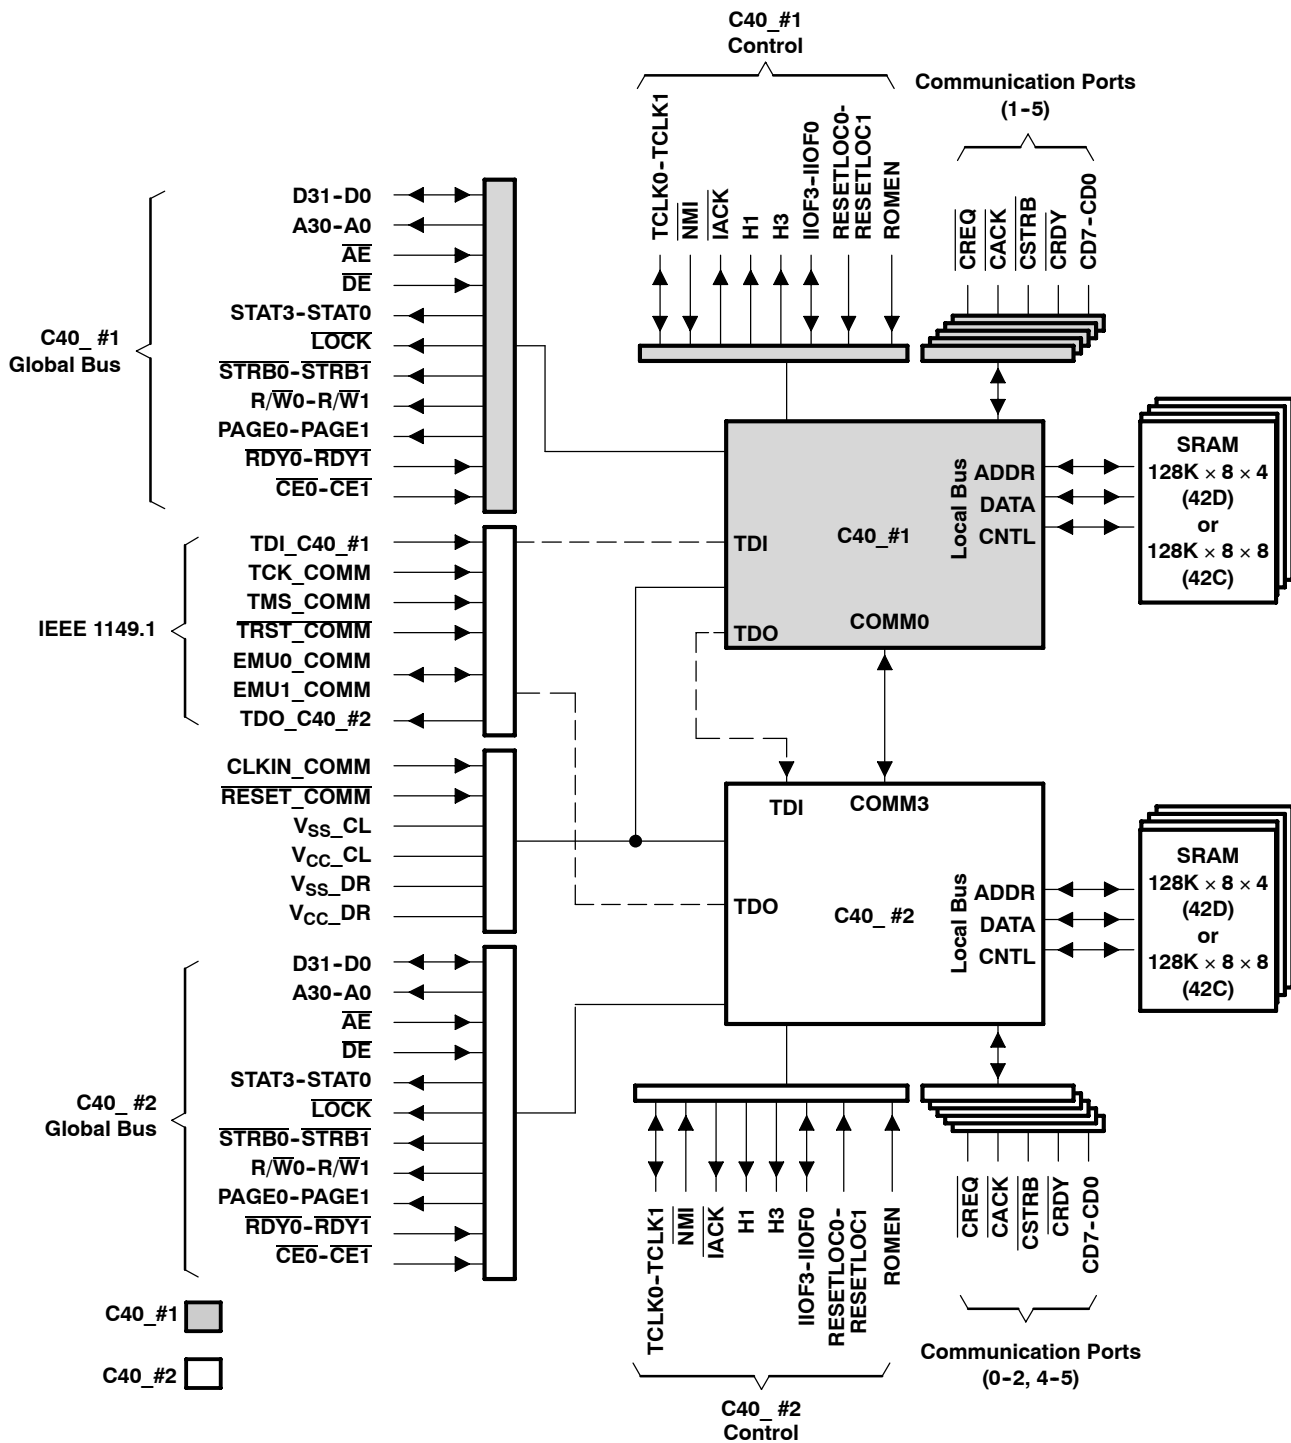 C40_#1
Control
Communication Ports
(1-5)
TCLK0-TCLK1
NMI
IACK
H1
H3
IIOF3-IIOF0
RESETLOC0-
RESETLOC1
ROMEN
CREQ
CACK
CSTRB
CRDY
CD7-CD0
C40_ #1
Global Bus
D31-D0
A30-A0
AE
DE
STAT3-STAT0
LOCK
STRB0-STRB1
R/W0-R/W1
PAGE0-PAGE1
RDY0-RDY1
CE0-CE1
IEEE 1149.1
TDI_C40_#1
TCK_COMM
TMS_COMM
TRST_COMM
EMU0_COMM
EMU1_COMM
TDO_C40_#2
CLKIN_COMM
RESET_COMM
VSS_CL
VCC_CL
VSS_DR
VCC_DR
C40_ #2
Global Bus
D31-D0
A30-A0
AE
DE
STAT3-STAT0
LOCK
STRB0-STRB1
R/W0-R/W1
PAGE0-PAGE1
RDY0-RDY1
CE0-CE1
TDI
C40_#1
TDO
COMM0
Local Bus
ADDR
DATA
CNTL
SRAM
128K × 8 × 4
(42D)
or
128K × 8 × 8
(42C)
TDI
COMM3
TDO
C40_ #2
Local Bus
ADDR
DATA
CNTL
SRAM
128K × 8 × 4
(42D)
or
128K × 8 × 8
(42C)
TCLK0-TCLK1
NMI
IACK
H1
H3
IIOF3-IIOF0
RESETLOC0-
RESETLOC1
ROMEN
CREQ
CACK
CSTRB
CRDY
CD7-CD0
Communication Ports
(0-2, 4-5)
C40_ #2
Control
C40_#1
C40_#2